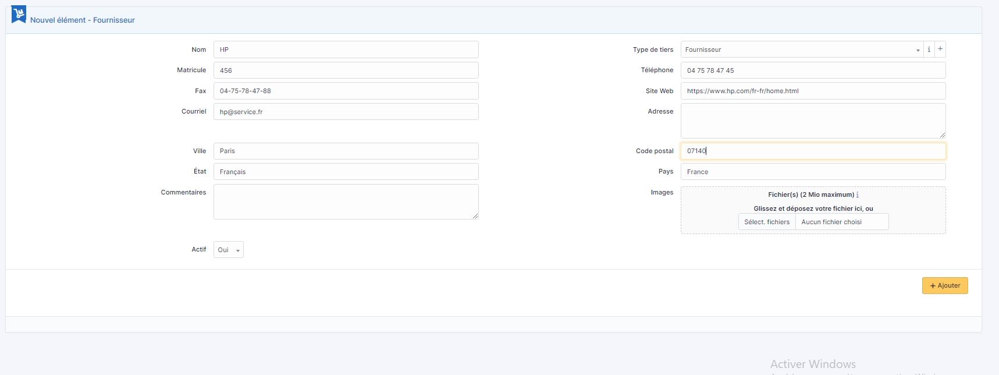 Nouvel élément - Fournisseur
Nom HP Type de tiers Fournisseur i +
Matricule 456 Téléphone 04 75 78 47 45
Fax 04-75-78-47-88 Site Web https://www.hp.com/fr-fr/home.html
Courriel hp@service.fr Adresse
Ville Paris Code postal 07140
État Français Pays France
Commentaires Images Fichier(s) (2 Mio maximum) i
Glissez et déposez votre fichier ici, ou
Sélect. fichiers Aucun fichier choisi
Actif Oui
+ Ajouter
Activer Windows